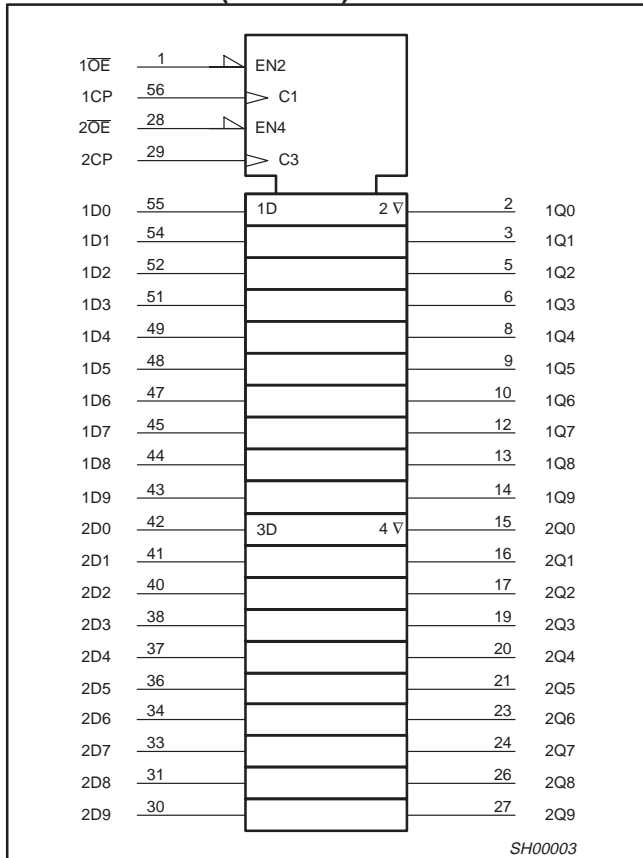 1O̅E̅ 1 EN2
1CP 56 C1
2O̅E̅ 28 EN4
2CP 29 C3
1D0 55 1D 2 ∇ 2 1Q0
1D1 54 3 1Q1
1D2 52 5 1Q2
1D3 51 6 1Q3
1D4 49 8 1Q4
1D5 48 9 1Q5
1D6 47 10 1Q6
1D7 45 12 1Q7
1D8 44 13 1Q8
1D9 43 14 1Q9
2D0 42 3D 4 ∇ 15 2Q0
2D1 41 16 2Q1
2D2 40 17 2Q2
2D3 38 19 2Q3
2D4 37 20 2Q4
2D5 36 21 2Q5
2D6 34 23 2Q6
2D7 33 24 2Q7
2D8 31 26 2Q8
2D9 30 27 2Q9
SH00003